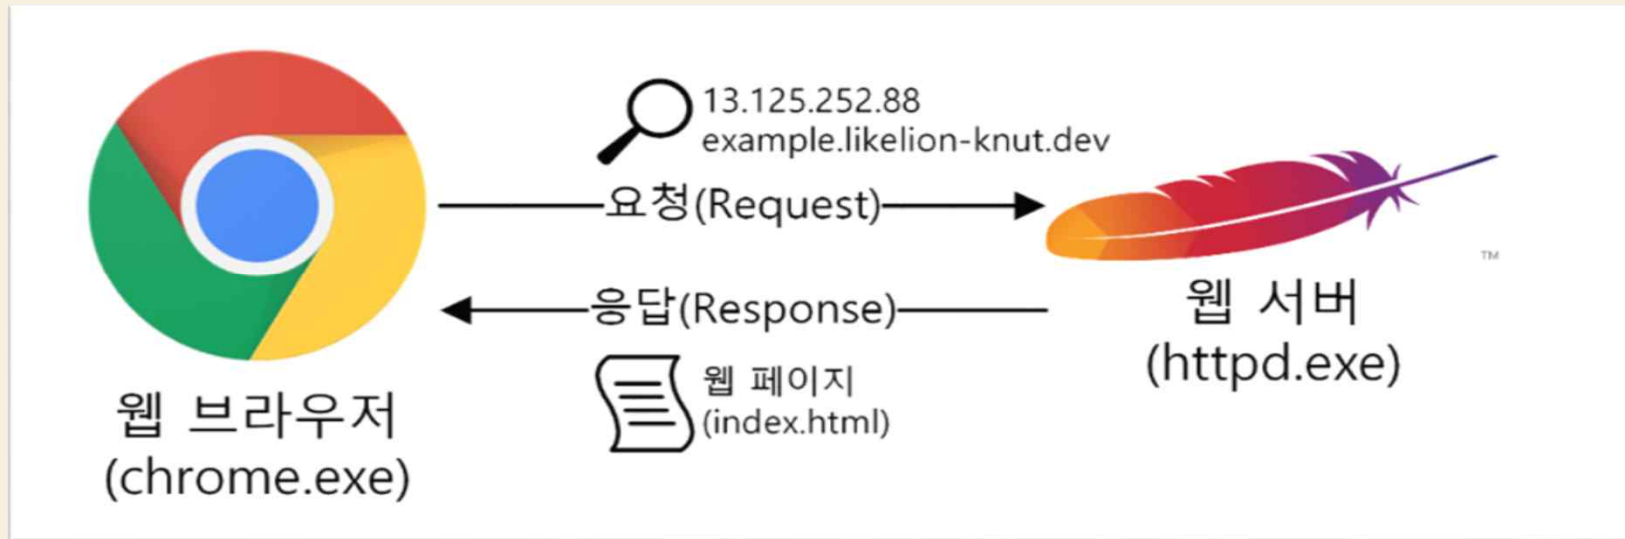 13.125.252.88
example.likelion-knut.dev
요청(Request)
TM
응답(Response)
웹 서버
(httpd.exe)
웹 페이지
(index.html)
웹 브라우저
(chrome.exe)